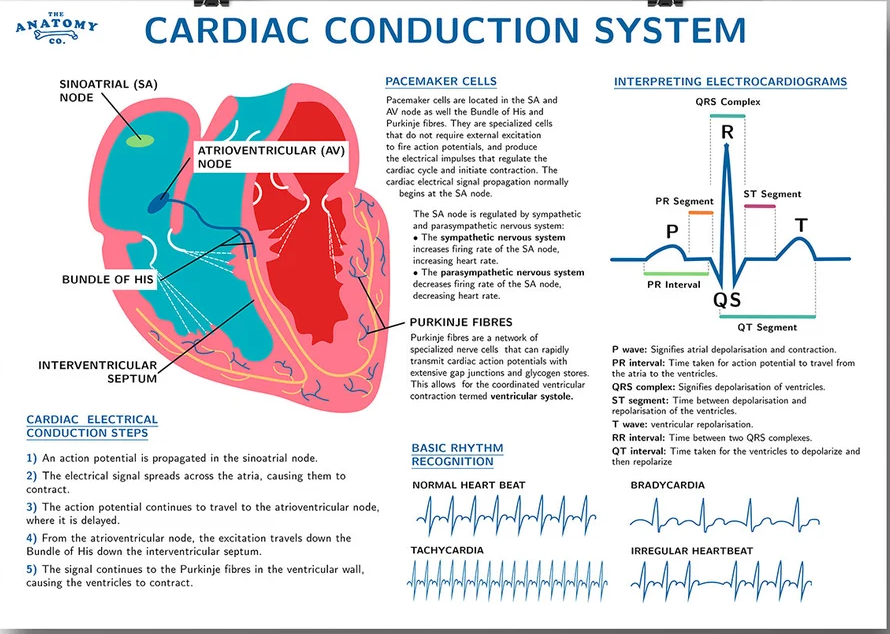 THE
ANATOMY
CO.
CARDIAC CONDUCTION SYSTEM
SINOATRIAL (SA)
NODE
ATRIOVENTRICULAR (AV)
NODE
BUNDLE OF HIS
INTERVENTRICULAR
SEPTUM
PACEMAKER CELLS
Pacemaker cells are located in the SA and
AV node as well the Bundle of His and
Purkinje fibres. They are specialized cells
that do not require external excitation
to fire action potentials, and produce
the electrical impulses that regulate the
cardiac cycle and initiate contraction. The
cardiac electrical signal propagation normally
begins at the SA node.
The SA node is regulated by sympathetic
and parasympathetic nervous system:
• The sympathetic nervous system
increases firing rate of the SA node,
increasing heart rate.
• The parasympathetic nervous system
decreases firing rate of the SA node,
decreasing heart rate.
PURKINJE FIBRES
Purkinje fibres are a network of
specialized nerve cells that can rapidly
transmit cardiac action potentials with
extensive gap junctions and glycogen stores.
This allows for the coordinated ventricular
contraction termed ventricular systole.
INTERPRETING ELECTROCARDIOGRAMS
QRS Complex
R
PR Segment
ST Segment
P
T
PR Interval
QS
QT Segment
P wave: Signifies atrial depolarisation and contraction.
PR interval: Time taken for action potential to travel from
the atria to the ventricles.
QRS complex: Signifies depolarisation of ventricles.
ST segment: Time between depolarisation and
repolarisation of the ventricles.
T wave: ventricular repolarisation.
RR interval: Time between two QRS complexes.
QT interval: Time taken for the ventricles to depolarize and
then repolarize
CARDIAC ELECTRICAL
CONDUCTION STEPS
1) An action potential is propagated in the sinoatrial node.
2) The electrical signal spreads across the atria, causing them to
contract.
3) The action potential continues to travel to the atrioventricular node,
where it is delayed.
4) From the atrioventricular node, the excitation travels down the
Bundle of His down the interventricular septum.
5) The signal continues to the Purkinje fibres in the ventricular wall,
causing the ventricles to contract.
BASIC RHYTHM
RECOGNITION
NORMAL HEART BEAT
BRADYCARDIA
TACHYCARDIA
IRREGULAR HEARTBEAT